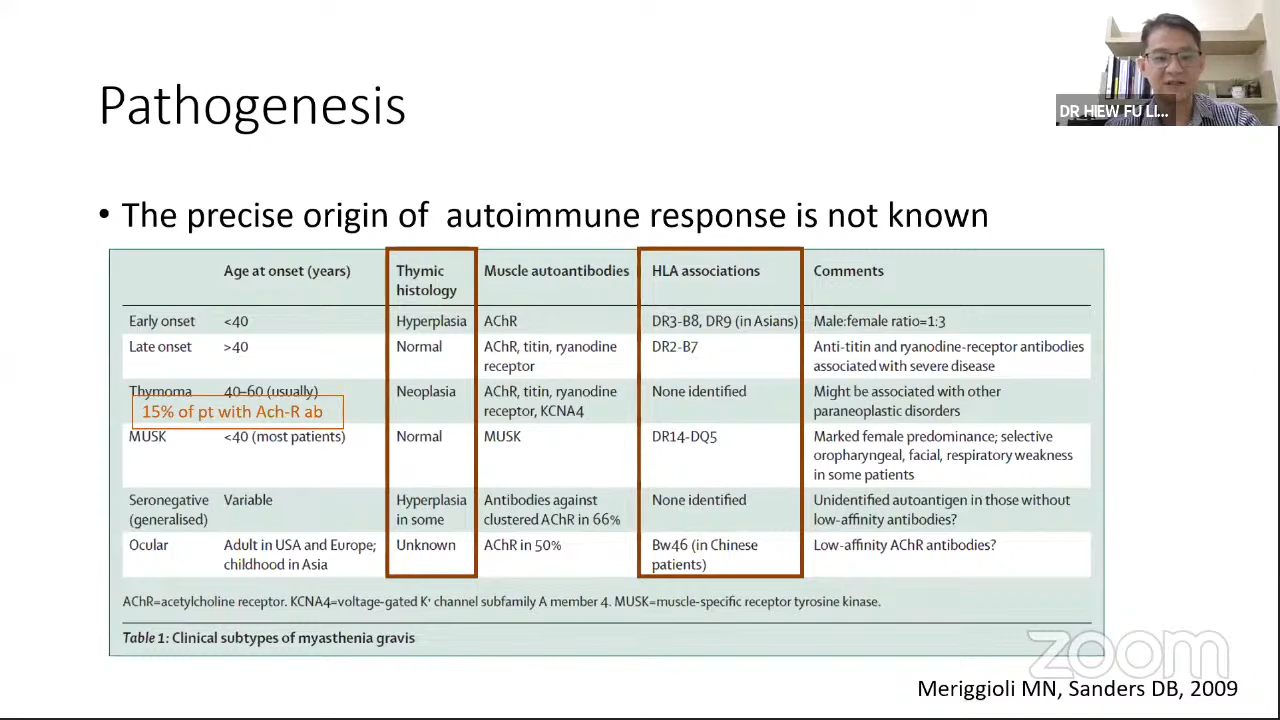 Pathogenesis
DR HIEW FU LI...
• The precise origin of autoimmune response is not known
Age at onset (years) Thymic histology Muscle autoantibodies HLA associations Comments
Early onset <40 Hyperplasia AChR DR3-B8, DR9 (in Asians) Male:female ratio=1:3
Late onset >40 Normal AChR, titin, ryanodine receptor DR2-B7 Anti-titin and ryanodine-receptor antibodies associated with severe disease
Thymoma 40–60 (usually) Neoplasia AChR, titin, ryanodine receptor, KCNA4 None identified Might be associated with other paraneoplastic disorders
15% of pt with Ach-R ab
MUSK <40 (most patients) Normal MUSK DR14-DQ5 Marked female predominance; selective oropharyngeal, facial, respiratory weakness in some patients
Seronegative (generalised) Variable Hyperplasia in some Antibodies against clustered AChR in 66% None identified Unidentified autoantigen in those without low-affinity antibodies?
Ocular Adult in USA and Europe; childhood in Asia Unknown AChR in 50% Bw46 (in Chinese patients) Low-affinity AChR antibodies?
AChR=acetylcholine receptor. KCNA4=voltage-gated K⁺ channel subfamily A member 4. MUSK=muscle-specific receptor tyrosine kinase.
Table 1: Clinical subtypes of myasthenia gravis
zoom
Meriggioli MN, Sanders DB, 2009